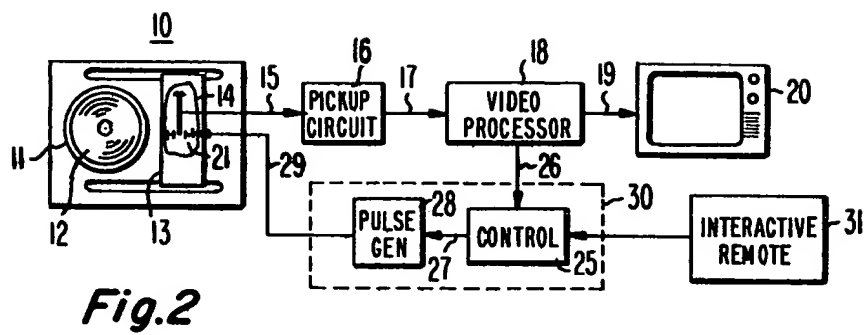 10
16
18
14
15
PICKUP
CIRCUIT
17
VIDEO
PROCESSOR
19
20
11
21
29
26
28
30
PULSE
GEN
27
CONTROL
25
INTERACTIVE
REMOTE
31
12
13
Fig.2